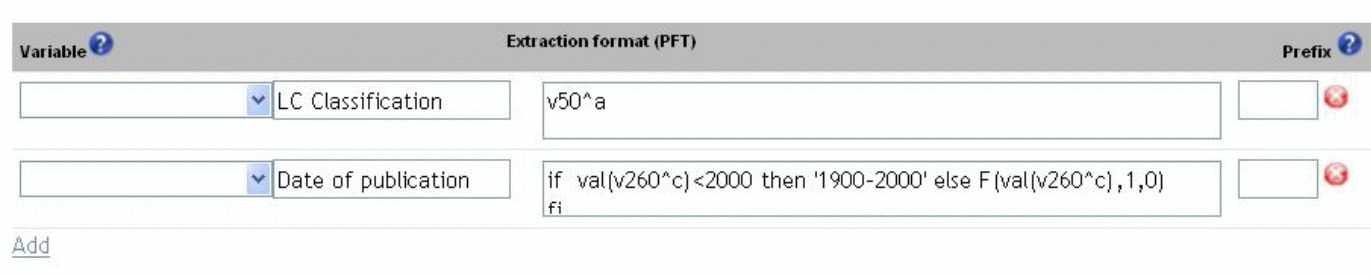 Variable ? Extraction format (PFT) Prefix ?
LC Classification v50^a
Date of publication if val(v260^c)<2000 then '1900-2000' else F(val(v260^c),1,0)
fi
Add